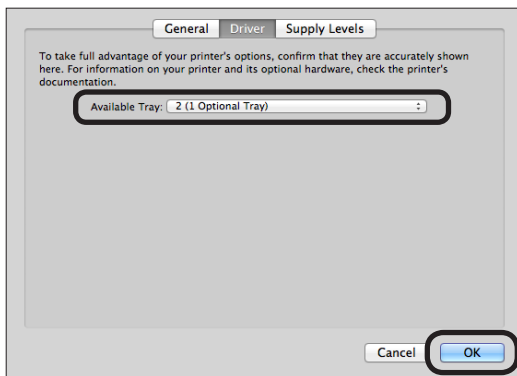 General Driver Supply Levels
To take full advantage of your printer's options, confirm that they are accurately shown
here. For information on your printer and its optional hardware, check the printer's
documentation.
Available Tray: 2 (1 Optional Tray)
Cancel OK